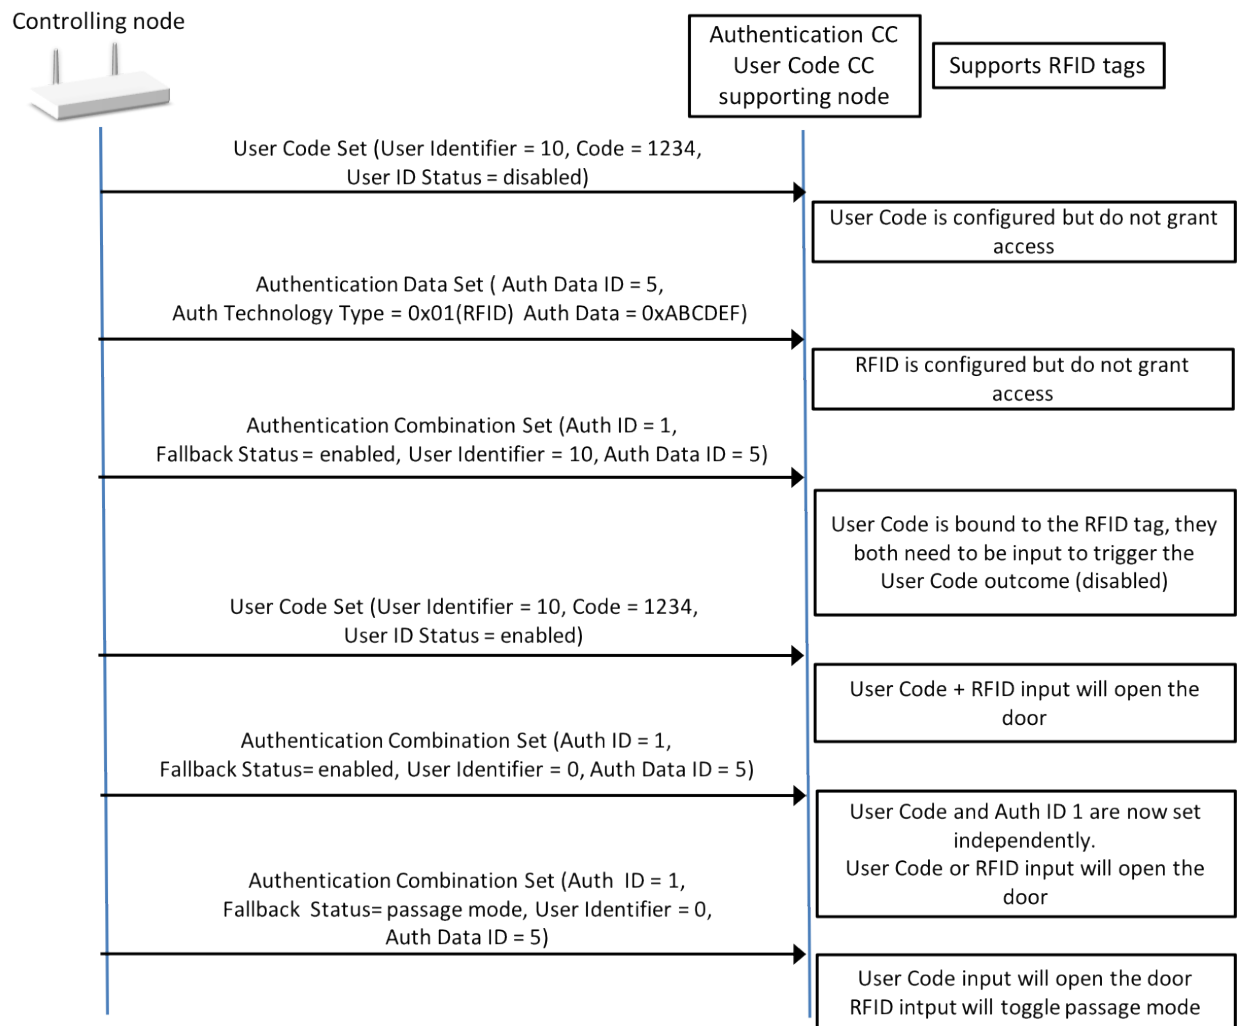 Controlling node
Authentication CC
User Code CC
supporting node
Supports RFID tags
User Code Set (User Identifier = 10, Code = 1234,
User ID Status = disabled)
User Code is configured but do not grant
access
Authentication Data Set ( Auth Data ID = 5,
Auth Technology Type = 0x01(RFID) Auth Data = 0xABCDEF)
RFID is configured but do not grant
access
Authentication Combination Set (Auth ID = 1,
Fallback Status = enabled, User Identifier = 10, Auth Data ID = 5)
User Code is bound to the RFID tag, they
both need to be input to trigger the
User Code outcome (disabled)
User Code Set (User Identifier = 10, Code = 1234,
User ID Status = enabled)
User Code + RFID input will open the
door
Authentication Combination Set (Auth ID = 1,
Fallback Status= enabled, User Identifier = 0, Auth Data ID = 5)
User Code and Auth ID 1 are now set
independently.
User Code or RFID input will open the
door
Authentication Combination Set (Auth ID = 1,
Fallback Status= passage mode, User Identifier = 0,
Auth Data ID = 5)
User Code input will open the door
RFID intput will toggle passage mode